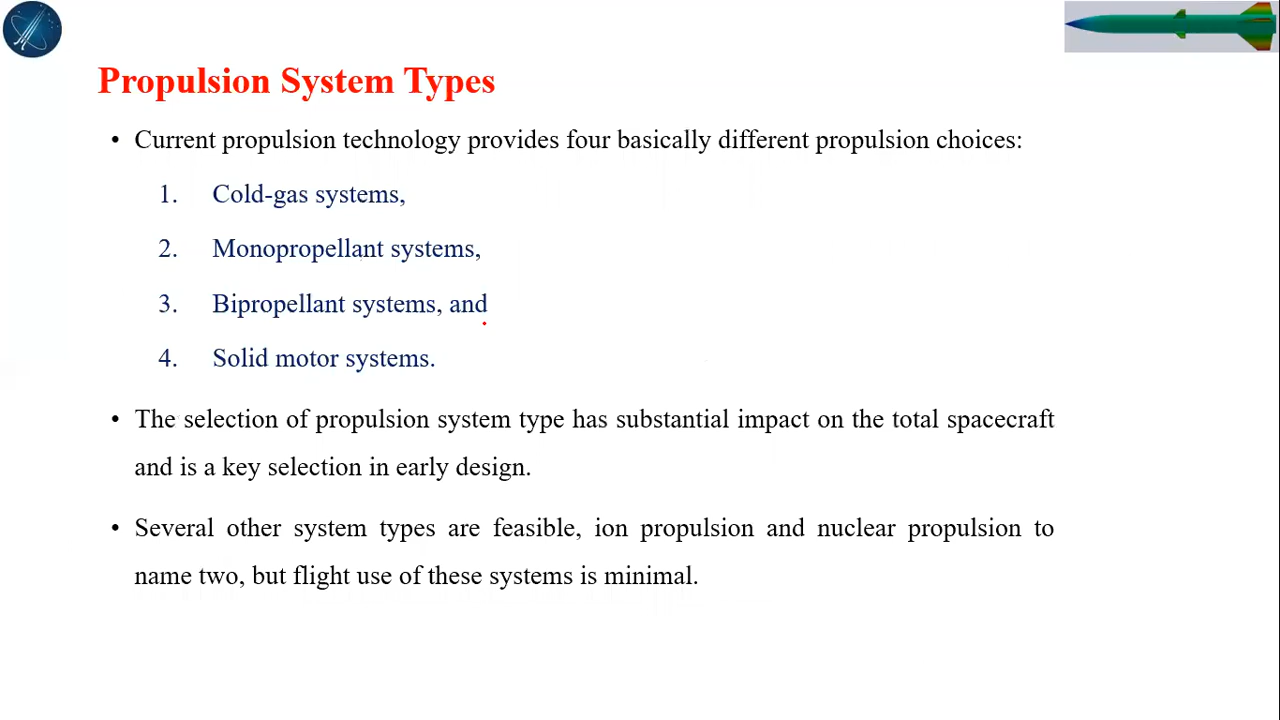 Propulsion System Types
• Current propulsion technology provides four basically different propulsion choices:
1. Cold-gas systems,
2. Monopropellant systems,
3. Bipropellant systems, and
4. Solid motor systems.
• The selection of propulsion system type has substantial impact on the total spacecraft
and is a key selection in early design.
• Several other system types are feasible, ion propulsion and nuclear propulsion to
name two, but flight use of these systems is minimal.